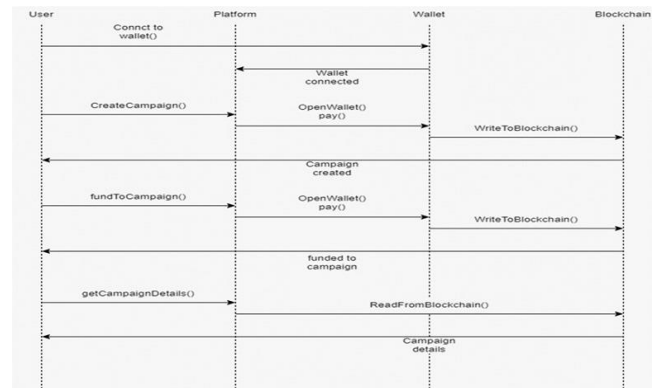 User Platform Wallet Blockchain
Connct to
wallet()
Wallet
connected
CreateCampaign()
OpenWallet()
pay()
WriteToBlockchain()
Campaign
created
fundToCampaign()
OpenWallet()
pay()
WriteToBlockchain()
funded to
campaign
getCampaignDetails()
ReadFromBlockchain()
Campaign
details